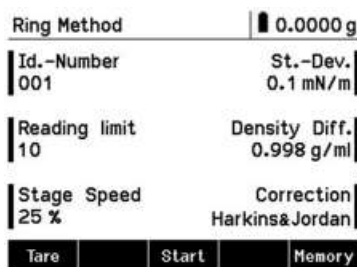 Ring Method 0.0000 g
Id.-Number St.-Dev.
001 0.1 mN/m
Reading limit Density Diff.
10 0.998 g/ml
Stage Speed Correction
25 % Harkins&Jordan
Tare Start Memory